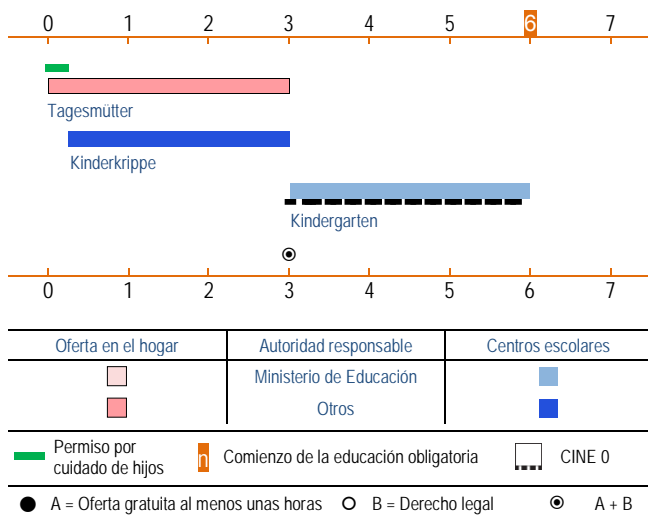 0 1 2 3 4 5 6 7
Tagesmütter
Kinderkrippe
Kindergarten
0 1 2 3 4 5 6 7
Oferta en el hogar Autoridad responsable Centros escolares
Ministerio de Educación
Otros
Permiso por
cuidado de hijos
n Comienzo de la educación obligatoria
CINE 0
A = Oferta gratuita al menos unas horas B = Derecho legal A + B